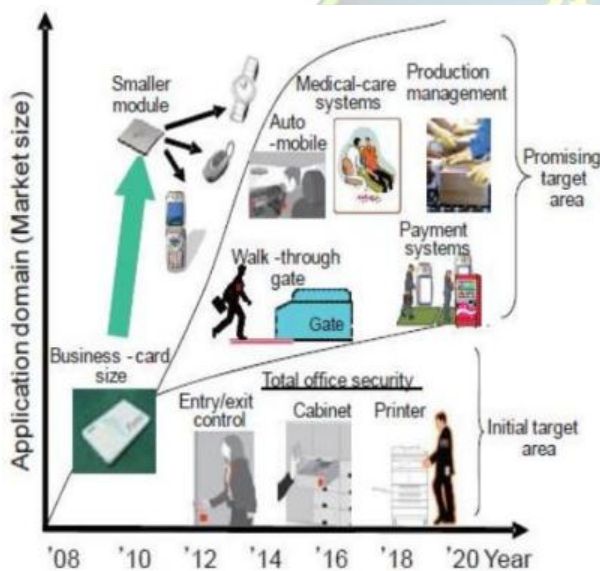 Application domain (Market size)
Smaller
module
Medical-care
systems
Production
management
Auto
-mobile
Promising
target
area
Walk -through
gate
Gate
Payment
systems
Business -card
size
Total office security
Entry/exit
control
Cabinet
Printer
Initial target
area
'08 '10 '12 '14 '16 '18 '20 Year